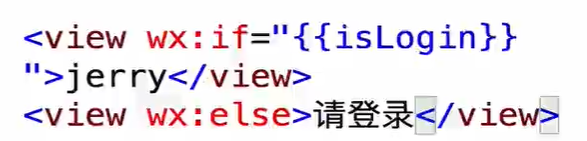 <view wx:if="{{isLogin}}
">jerry</view>
<view wx:else>请登录</view>